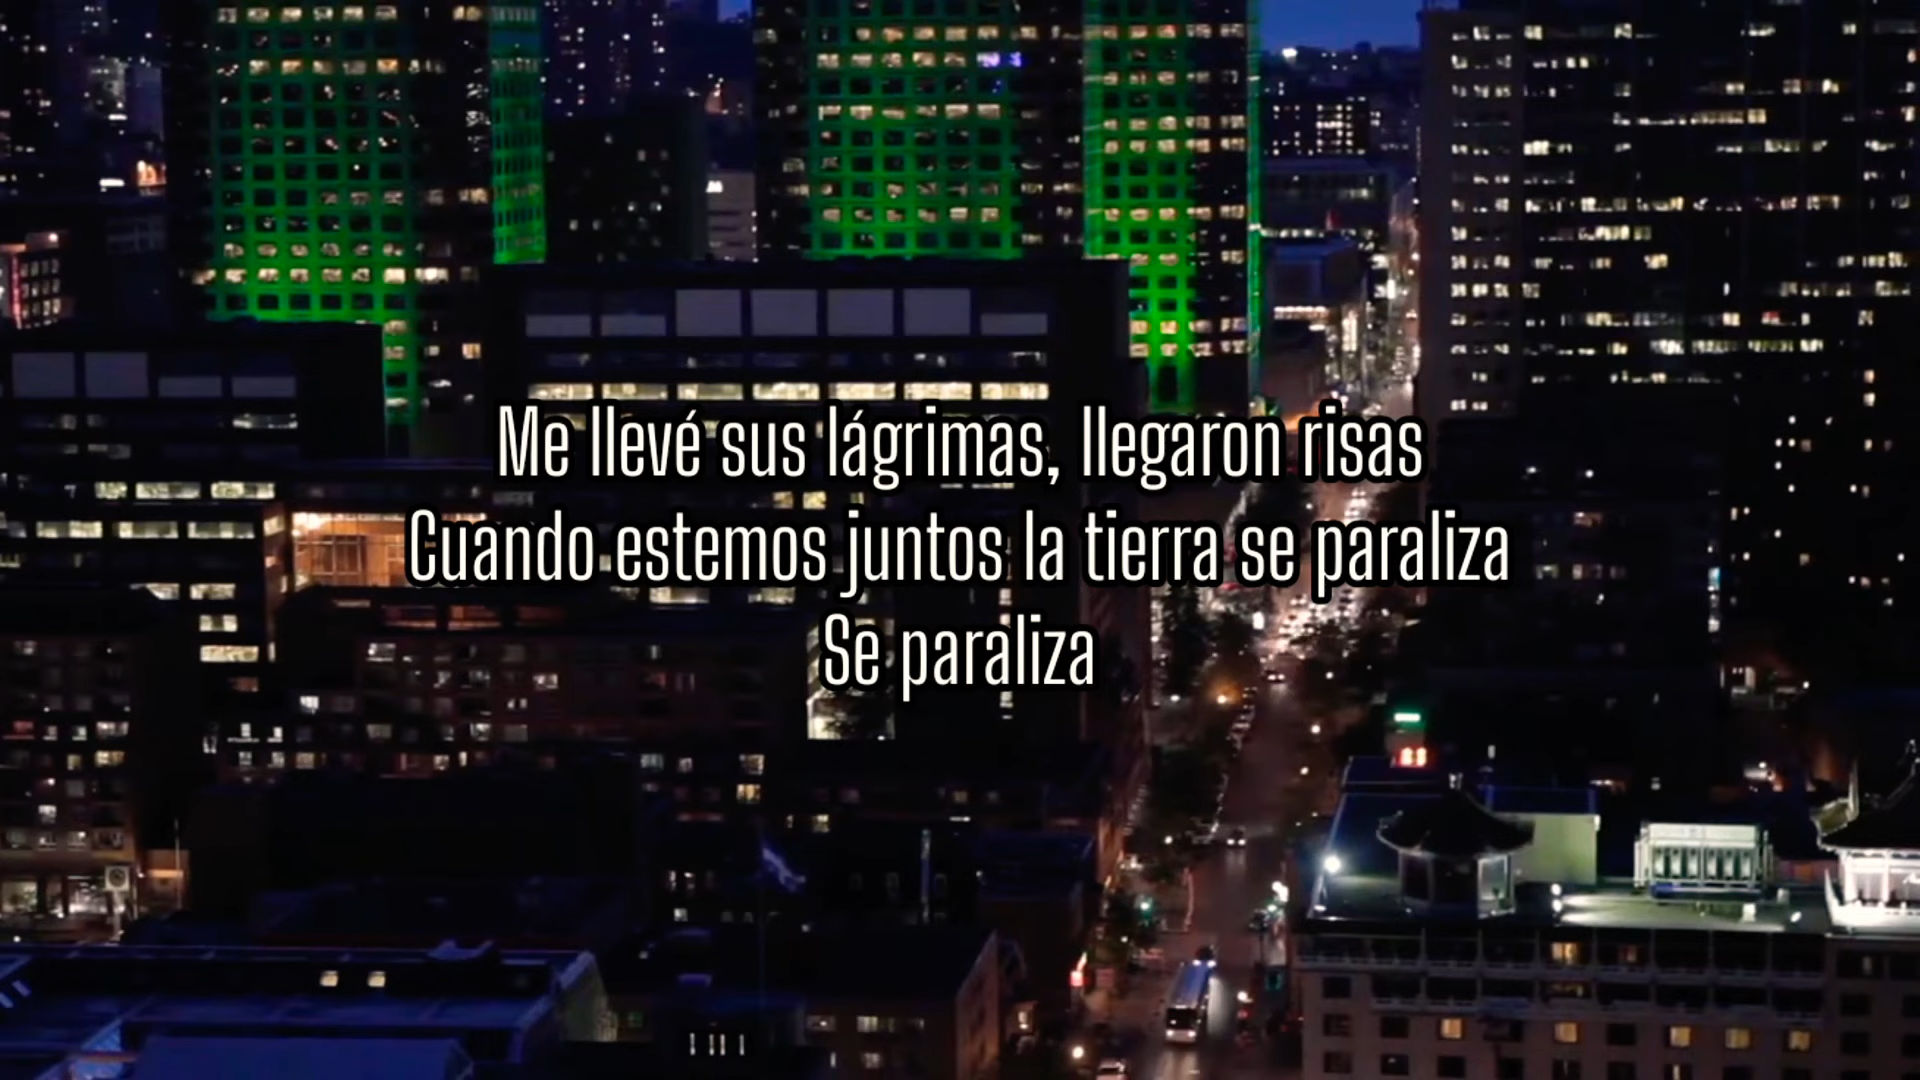 Me llevé sus lágrimas, llegaron risas
Cuando estemos juntos la tierra se paraliza
Se paraliza